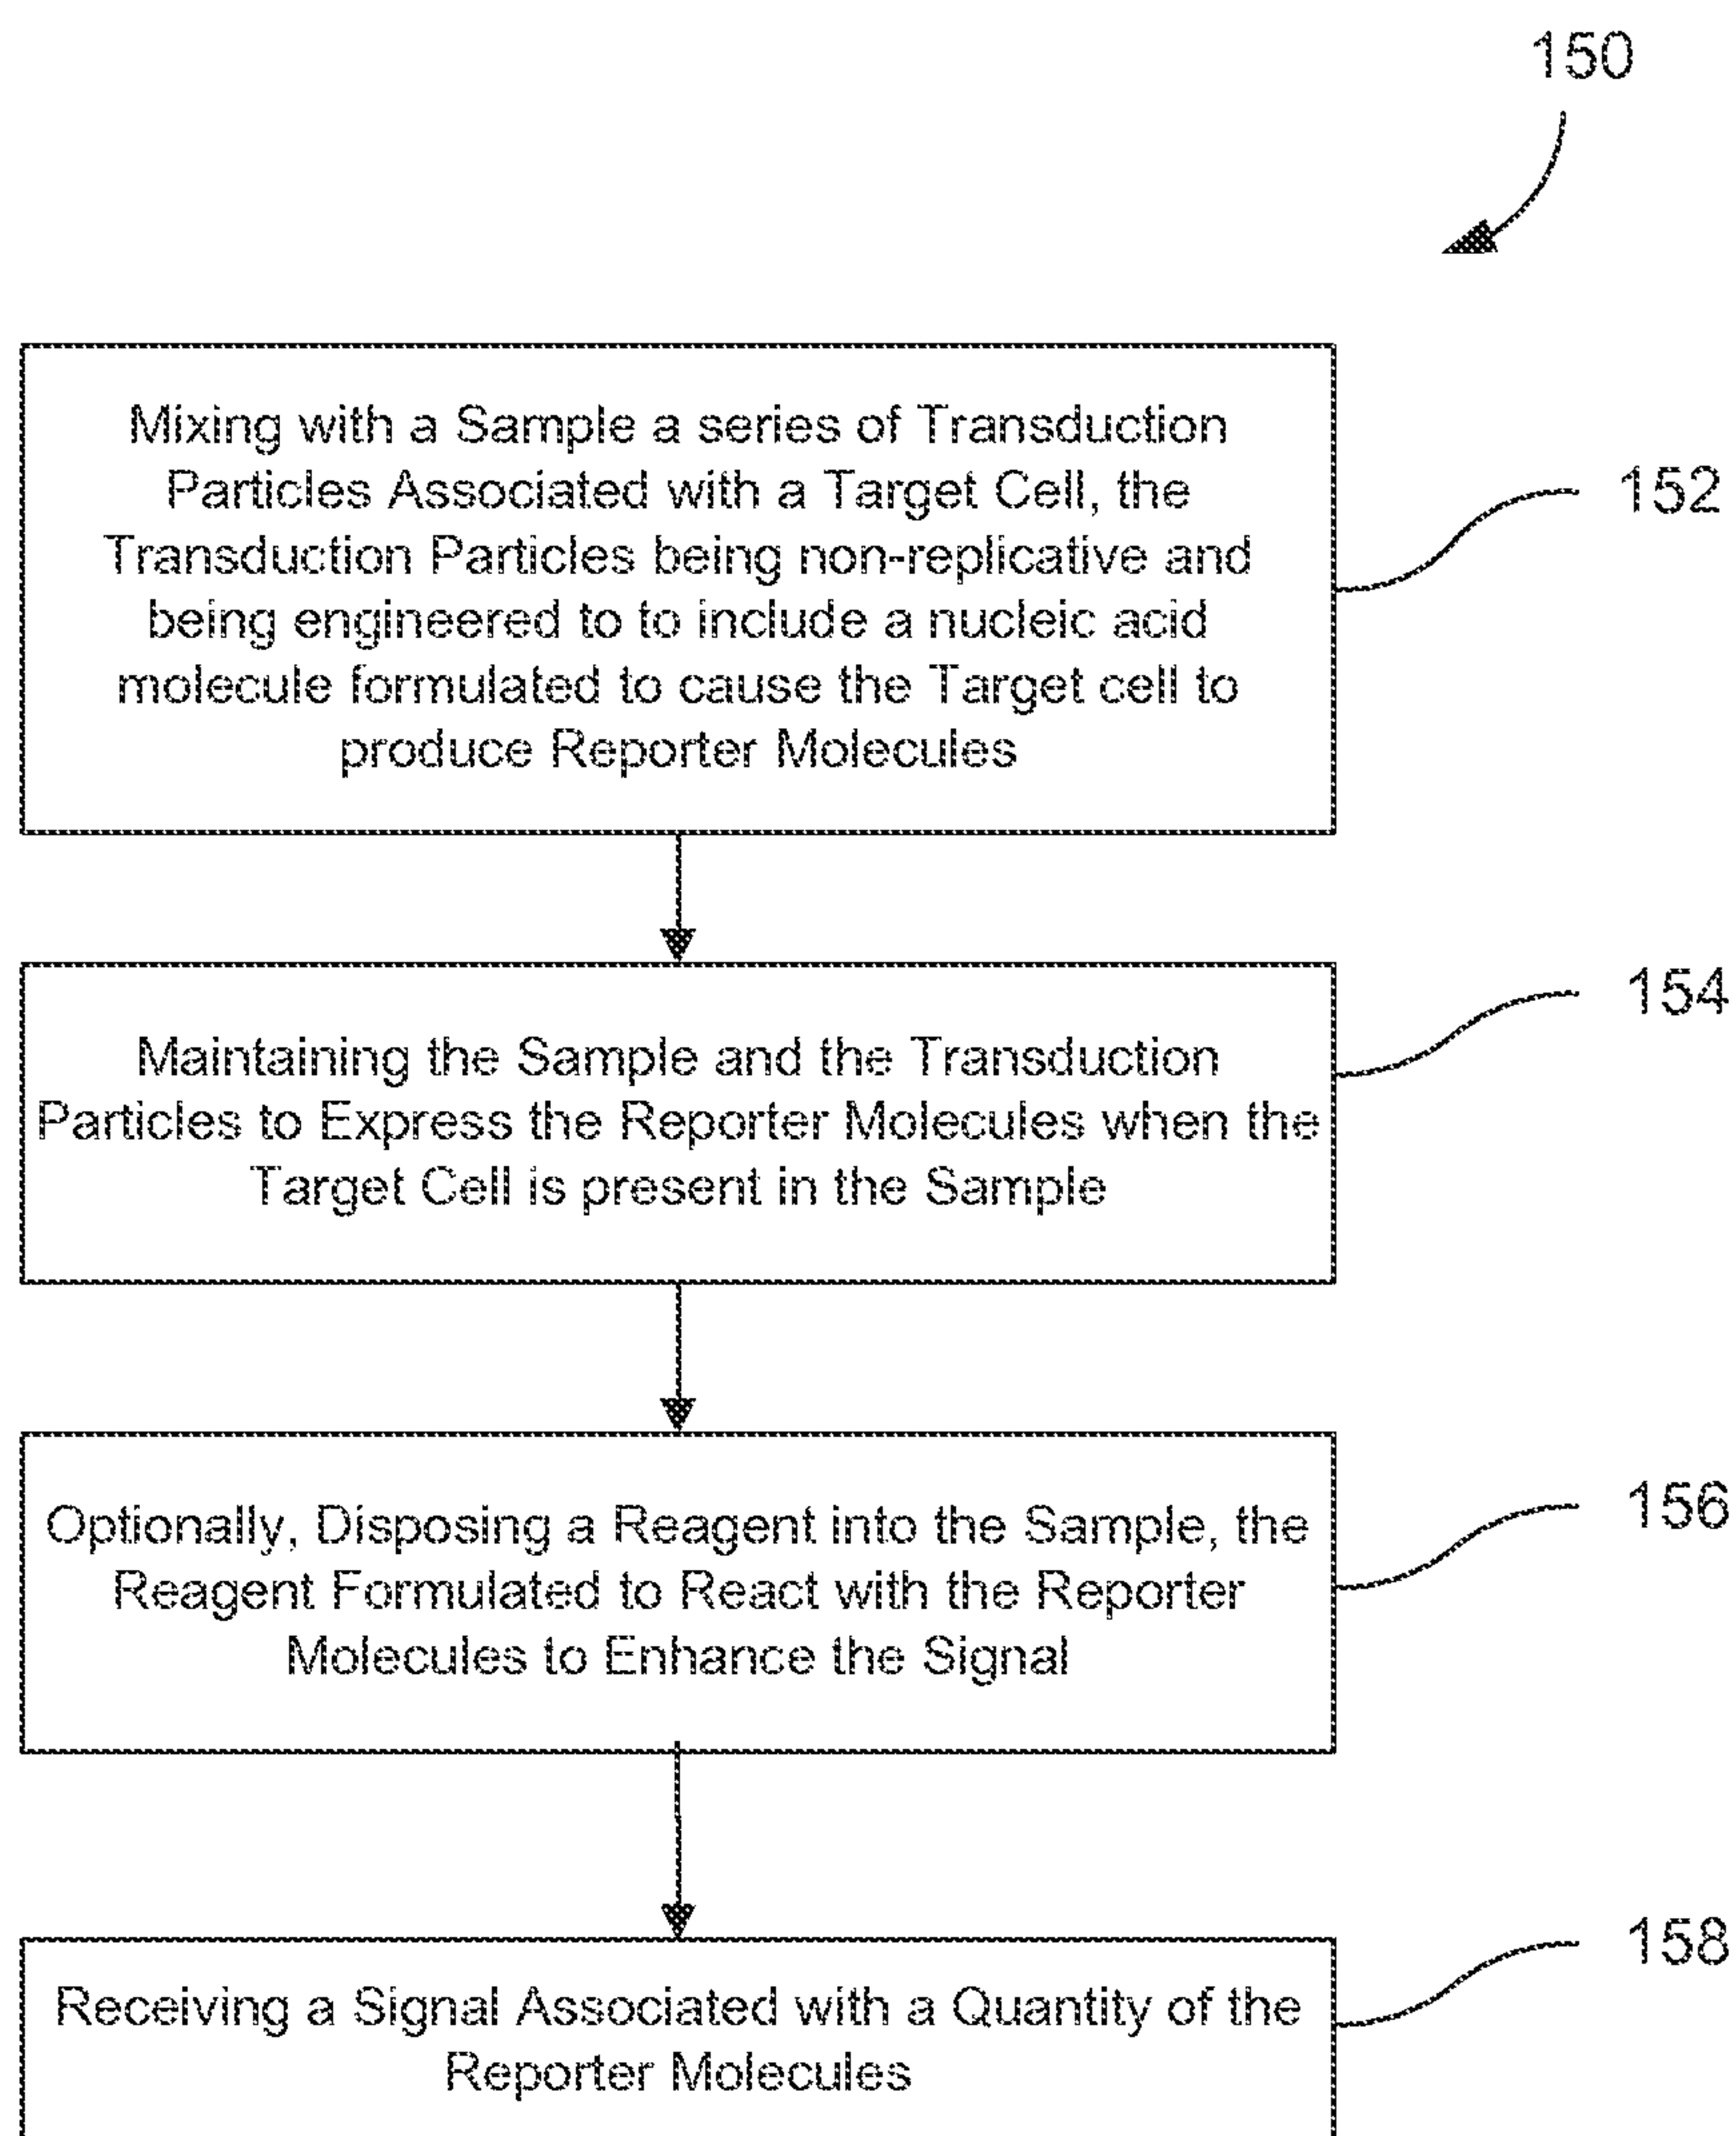 150
Mixing with a Sample a series of Transduction
Particles Associated with a Target Cell, the
Transduction Particles being non-replicative and
being engineered to to include a nucleic acid
molecule formulated to cause the Target cell to
produce Reporter Molecules
152
Maintaining the Sample and the Transduction
Particles to Express the Reporter Molecules when the
Target Cell is present in the Sample
154
Optionally, Disposing a Reagent into the Sample, the
Reagent Formulated to React with the Reporter
Molecules to Enhance the Signal
156
Receiving a Signal Associated with a Quantity of the
Reporter Molecules
158